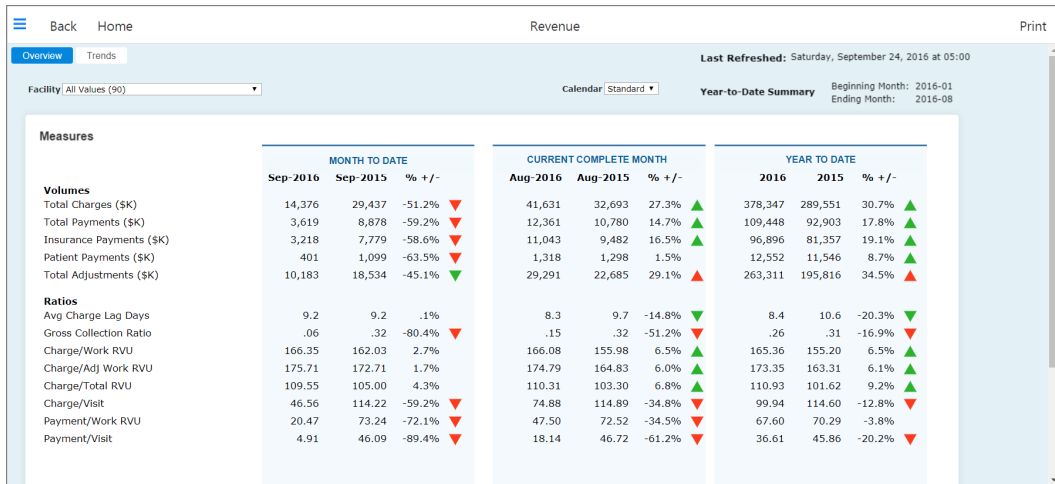 Back Home Revenue Print
Overview Trends Last Refreshed: Saturday, September 24, 2016 at 05:00
Facility All Values (90) Calendar Standard Year-to-Date Summary Beginning Month: 2016-01
Ending Month: 2016-08
Measures
MONTH TO DATE CURRENT COMPLETE MONTH YEAR TO DATE
Sep-2016 Sep-2015 % +/- Aug-2016 Aug-2015 % +/- 2016 2015 % +/-
Volumes
Total Charges ($K) 14,376 29,437 -51.2% 41,631 32,693 27.3% 378,347 289,551 30.7%
Total Payments ($K) 3,619 8,878 -59.2% 12,361 10,780 14.7% 109,448 92,903 17.8%
Insurance Payments ($K) 3,218 7,779 -58.6% 11,043 9,482 16.5% 96,896 81,357 19.1%
Patient Payments ($K) 401 1,099 -63.5% 1,318 1,298 1.5% 12,552 11,546 8.7%
Total Adjustments ($K) 10,183 18,534 -45.1% 29,291 22,685 29.1% 263,311 195,816 34.5%
Ratios
Avg Charge Lag Days 9.2 9.2 .1% 8.3 9.7 -14.8% 8.4 10.6 -20.3%
Gross Collection Ratio .06 .32 -80.4% .15 .32 -51.2% .26 .31 -16.9%
Charge/Work RVU 166.35 162.03 2.7% 166.08 155.98 6.5% 165.36 155.20 6.5%
Charge/Adj Work RVU 175.71 172.71 1.7% 174.79 164.83 6.0% 173.35 163.31 6.1%
Charge/Total RVU 109.55 105.00 4.3% 110.31 103.30 6.8% 110.93 101.62 9.2%
Charge/Visit 46.56 114.22 -59.2% 74.88 114.89 -34.8% 99.94 114.60 -12.8%
Payment/Work RVU 20.47 73.24 -72.1% 47.50 72.52 -34.5% 67.60 70.29 -3.8%
Payment/Visit 4.91 46.09 -89.4% 18.14 46.72 -61.2% 36.61 45.86 -20.2%